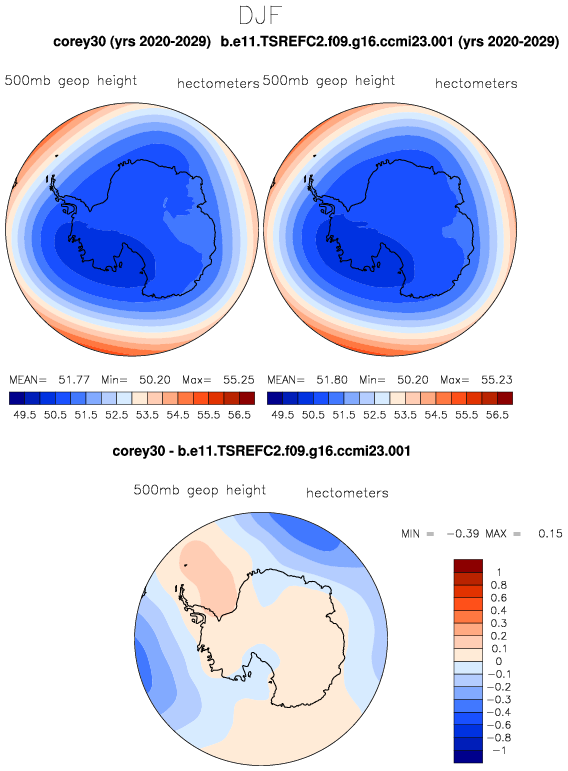 DJF
corey30 (yrs 2020-2029) b.e11.TSREFC2.f09.g16.ccmi23.001 (yrs 2020-2029)
500mb geop height hectometers 500mb geop height hectometers
MEAN= 51.77 Min= 50.20 Max= 55.25 MEAN= 51.80 Min= 50.20 Max= 55.23
49.5 50.5 51.5 52.5 53.5 54.5 55.5 56.5 49.5 50.5 51.5 52.5 53.5 54.5 55.5 56.5
corey30 - b.e11.TSREFC2.f09.g16.ccmi23.001
500mb geop height hectometers
MIN = -0.39 MAX = 0.15
1
0.8
0.6
0.4
0.3
0.2
0.1
0
-0.1
-0.2
-0.3
-0.4
-0.6
-0.8
-1